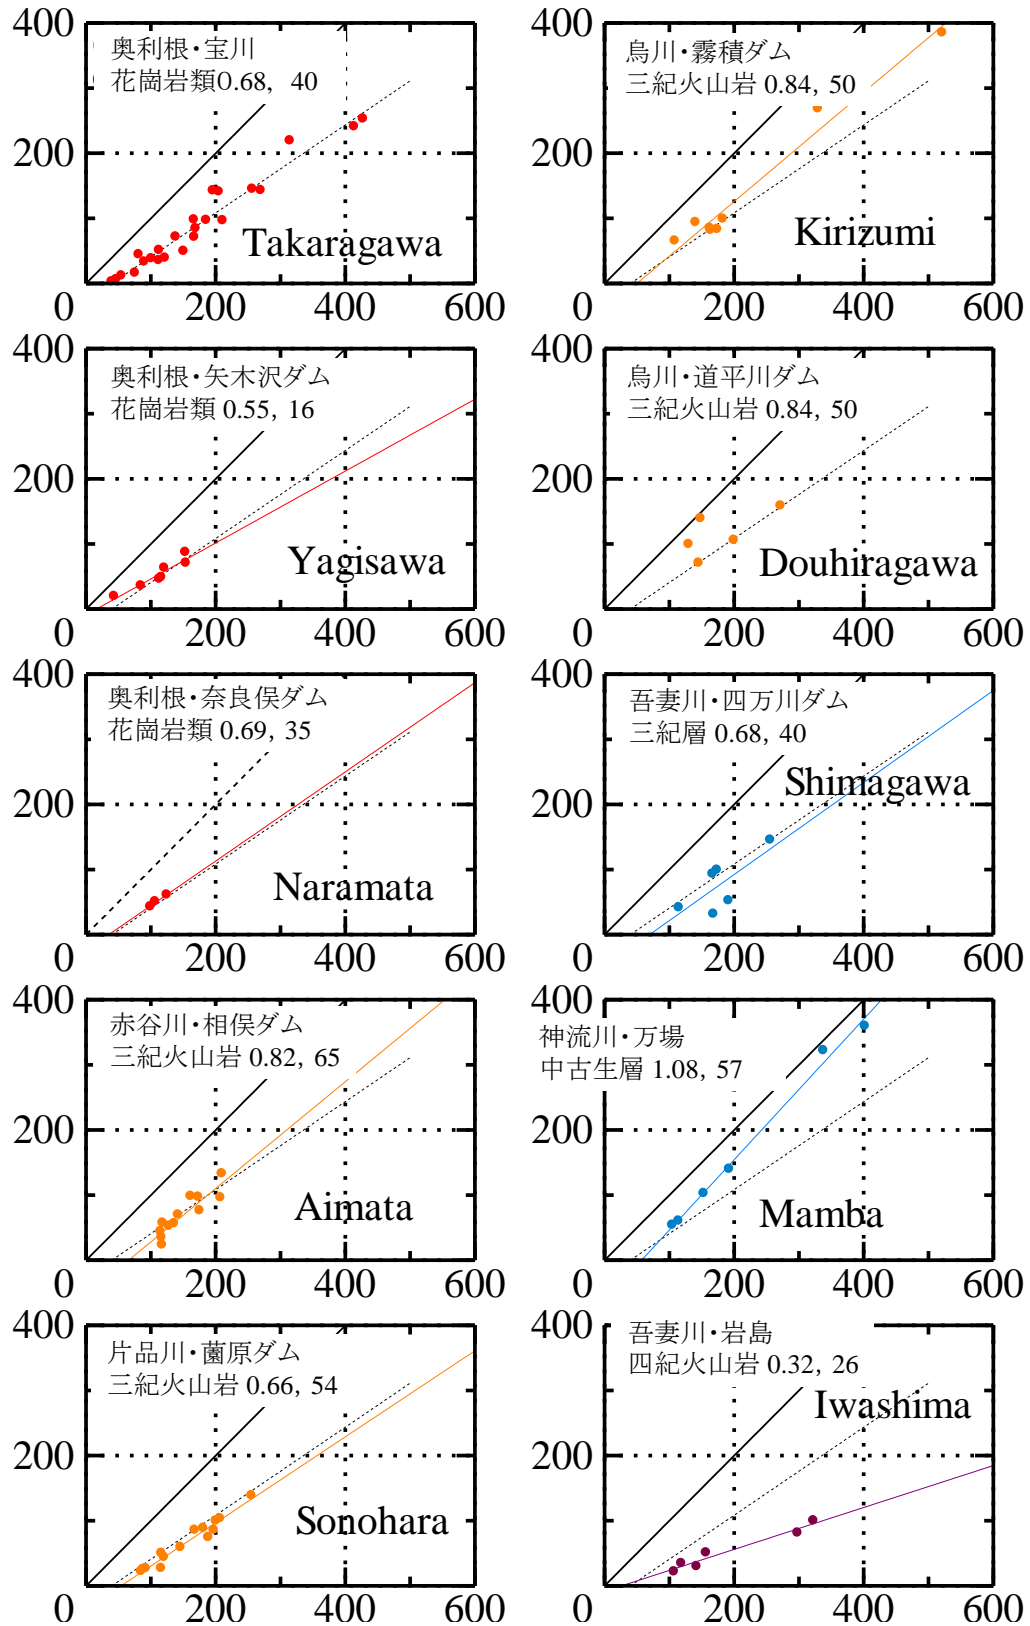 400
奥利根・宝川
花崗岩類0.68, 40
200
Takaragawa
0
200
400
600
400
烏川・霧積ダム
三紀火山岩 0.84, 50
200
Kirizumi
0
200
400
600
400
奥利根・矢木沢ダム
花崗岩類 0.55, 16
200
Yagisawa
0
200
400
600
400
烏川・道平川ダム
三紀火山岩 0.84, 50
200
Douhiragawa
0
200
400
600
400
奥利根・奈良俣ダム
花崗岩類 0.69, 35
200
Naramata
0
200
400
600
400
吾妻川・四万川ダム
三紀層 0.68, 40
Shimagawa
200
0
200
400
600
400
赤谷川・相俣ダム
三紀火山岩 0.82, 65
200
Aimata
0
200
400
600
400
神流川・万場
中古生層 1.08, 57
200
Mamba
0
200
400
600
400
片品川・薗原ダム
三紀火山岩 0.66, 54
200
Sonohara
0
200
400
600
400
吾妻川・岩島
四紀火山岩 0.32, 26
Iwashima
200
0
200
400
600